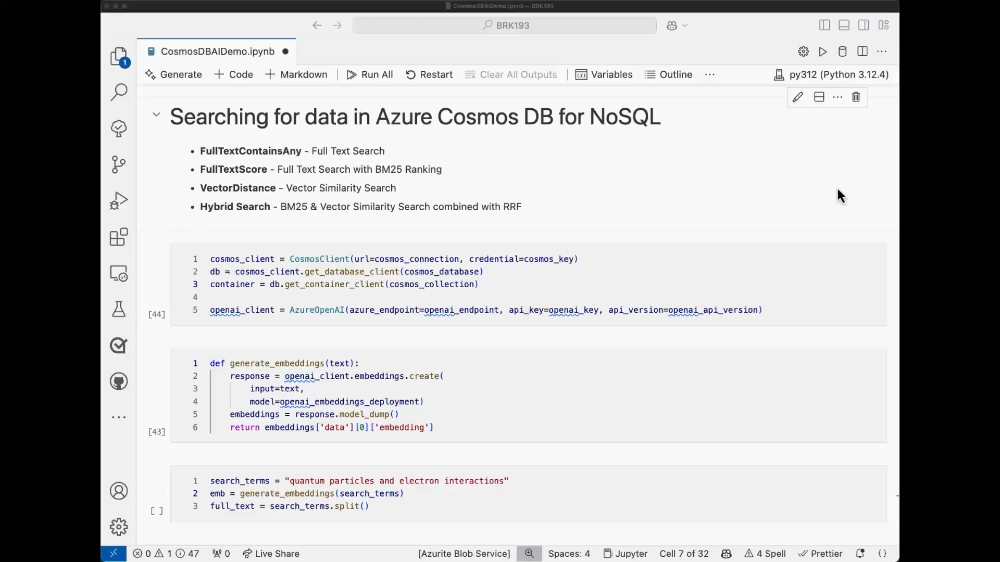 CosmosDBAIDemo.ipynb — BRK193
BRK193
CosmosDBAIDemo.ipynb
1
Generate Code Markdown Run All Restart Clear All Outputs Variables Outline ... py312 (Python 3.12.4)
Searching for data in Azure Cosmos DB for NoSQL
• FullTextContainsAny - Full Text Search
• FullTextScore - Full Text Search with BM25 Ranking
• VectorDistance - Vector Similarity Search
• Hybrid Search - BM25 & Vector Similarity Search combined with RRF
1 cosmos_client = CosmosClient(url=cosmos_connection, credential=cosmos_key)
2 db = cosmos_client.get_database_client(cosmos_database)
3 container = db.get_container_client(cosmos_collection)
4
5 openai_client = AzureOpenAI(azure_endpoint=openai_endpoint, api_key=openai_key, api_version=openai_api_version)
[44]
1 def generate_embeddings(text):
2 response = openai_client.embeddings.create(
3 input=text,
4 model=openai_embeddings_deployment)
5 embeddings = response.model_dump()
6 return embeddings['data'][0]['embedding']
[43]
1 search_terms = "quantum particles and electron interactions"
2 emb = generate_embeddings(search_terms)
3 full_text = search_terms.split()
[ ]
0 1 47 0 Live Share [Azurite Blob Service] Spaces: 4 Jupyter Cell 7 of 32 4 Spell Prettier {}